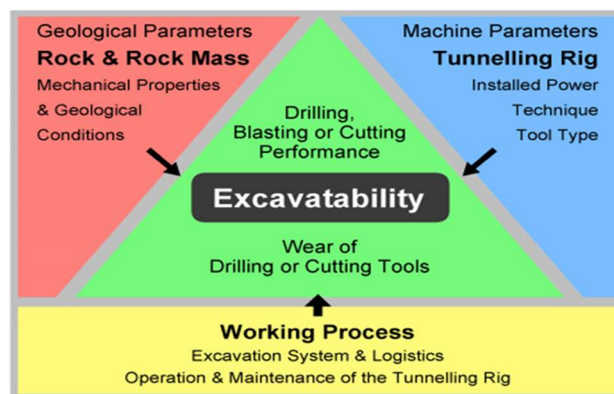 Geological Parameters
Rock & Rock Mass
Mechanical Properties
& Geological
Conditions
Machine Parameters
Tunnelling Rig
Installed Power
Technique
Tool Type
Drilling,
Blasting or Cutting
Performance
Excavatability
Wear of
Drilling or Cutting Tools
Working Process
Excavation System & Logistics
Operation & Maintenance of the Tunnelling Rig